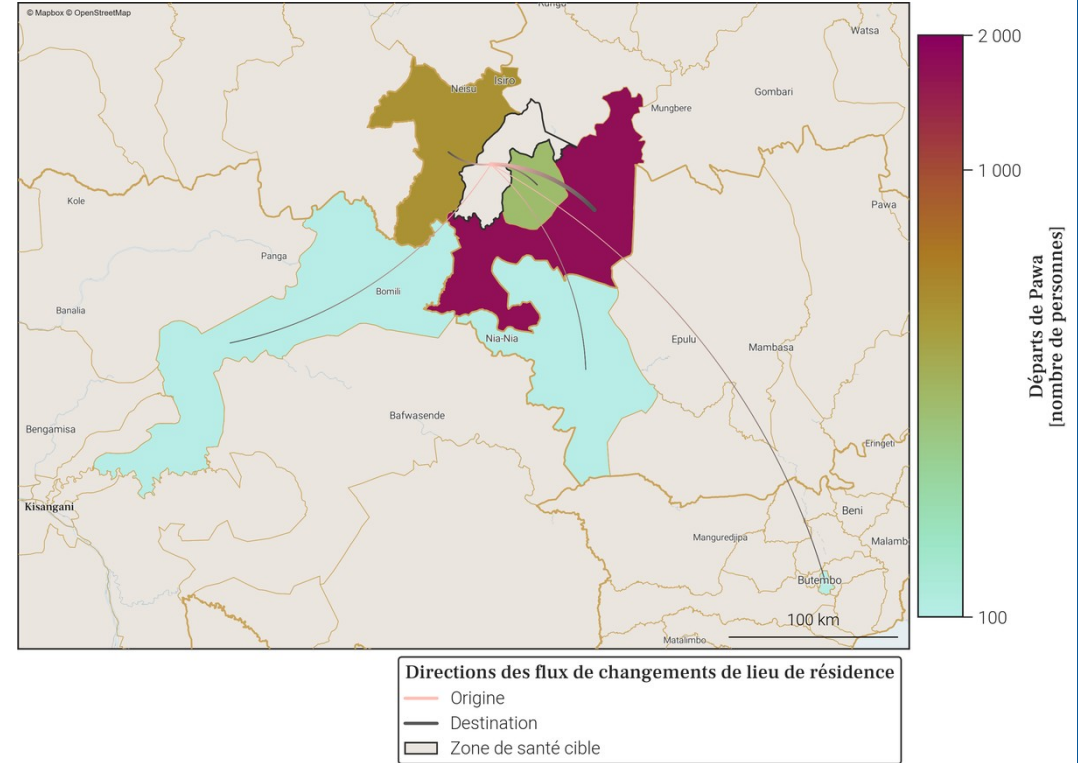 © Mapbox © OpenStreetMap
Watsa
Isiro
Neisu
Gombari
Mungbere
Kole
Pawa
Panga
Bomili
Banalia
Nia-Nia
Epulu
Mambasa
Bafwasende
Bengamisa
Eringeti
Kisangani
Beni
Manguredjipa
Malamb
Butembo
100 km
Matalimbo
2 000
1 000
100
Départs de Pawa
[nombre de personnes]
Directions des flux de changements de lieu de résidence
Origine
Destination
Zone de santé cible